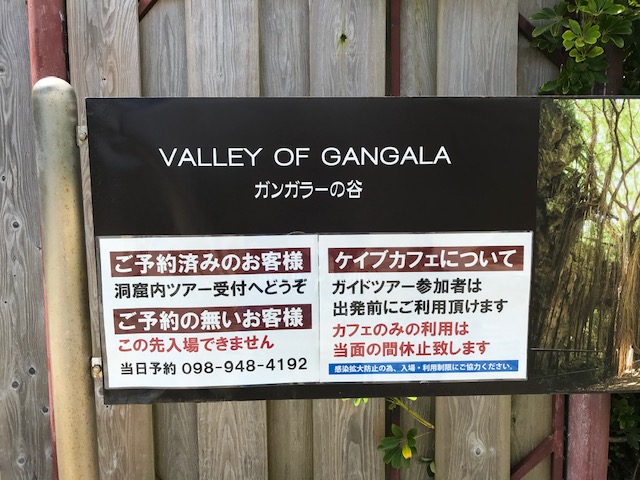 VALLEY OF GANGALA
ガンガラーの谷
ご予約済みのお客様
洞窟内ツアー受付へどうぞ
ご予約の無いお客様
この先入場できません
当日予約 098-948-4192
ケイブカフェについて
ガイドツアー参加者は
出発前にご利用頂けます
カフェのみの利用は
当面の間休止致します
感染拡大防止の為、入場・利用制限にご協力ください。